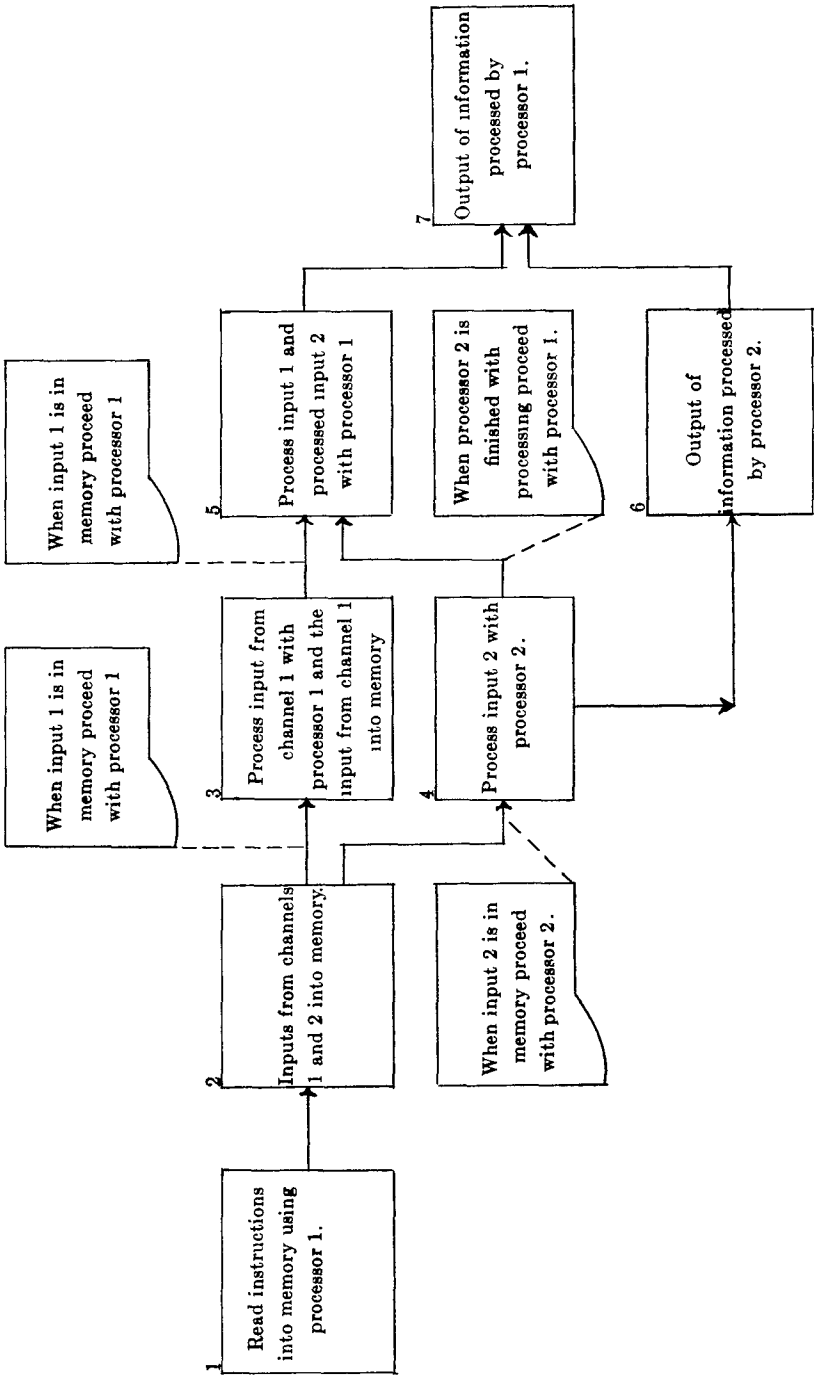 1
Read instructions
into memory using
processor 1.
2
Inputs from channels
1 and 2 into memory.
When input 1 is in
memory proceed
with processor 1
When input 2 is in
memory proceed
with processor 2.
3
Process input from
channel 1 with
processor 1 and the
input from channel 1
into memory
4
Process input 2 with
processor 2.
When input 1 is in
memory proceed
with processor 1
When processor 2 is
finished with
processing proceed
with processor 1.
5
Process input 1 and
processed input 2
with processor 1
6
Output of
information processed
by processor 2.
7
Output of information
processed by
processor 1.